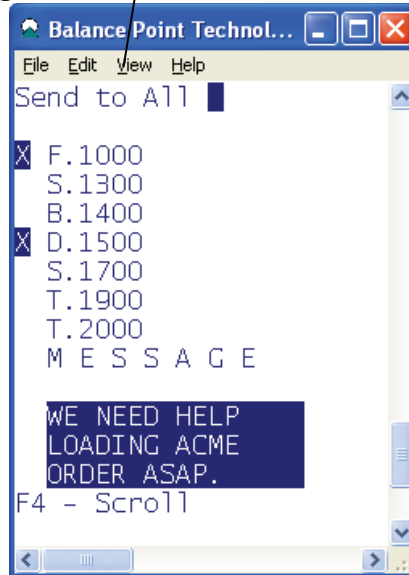 Balance Point Technol...
File Edit View Help
Send to All
X F.1000
S.1300
B.1400
X D.1500
S.1700
T.1900
T.2000
M E S S A G E
WE NEED HELP
LOADING ACME
ORDER ASAP.
F4 – Scroll